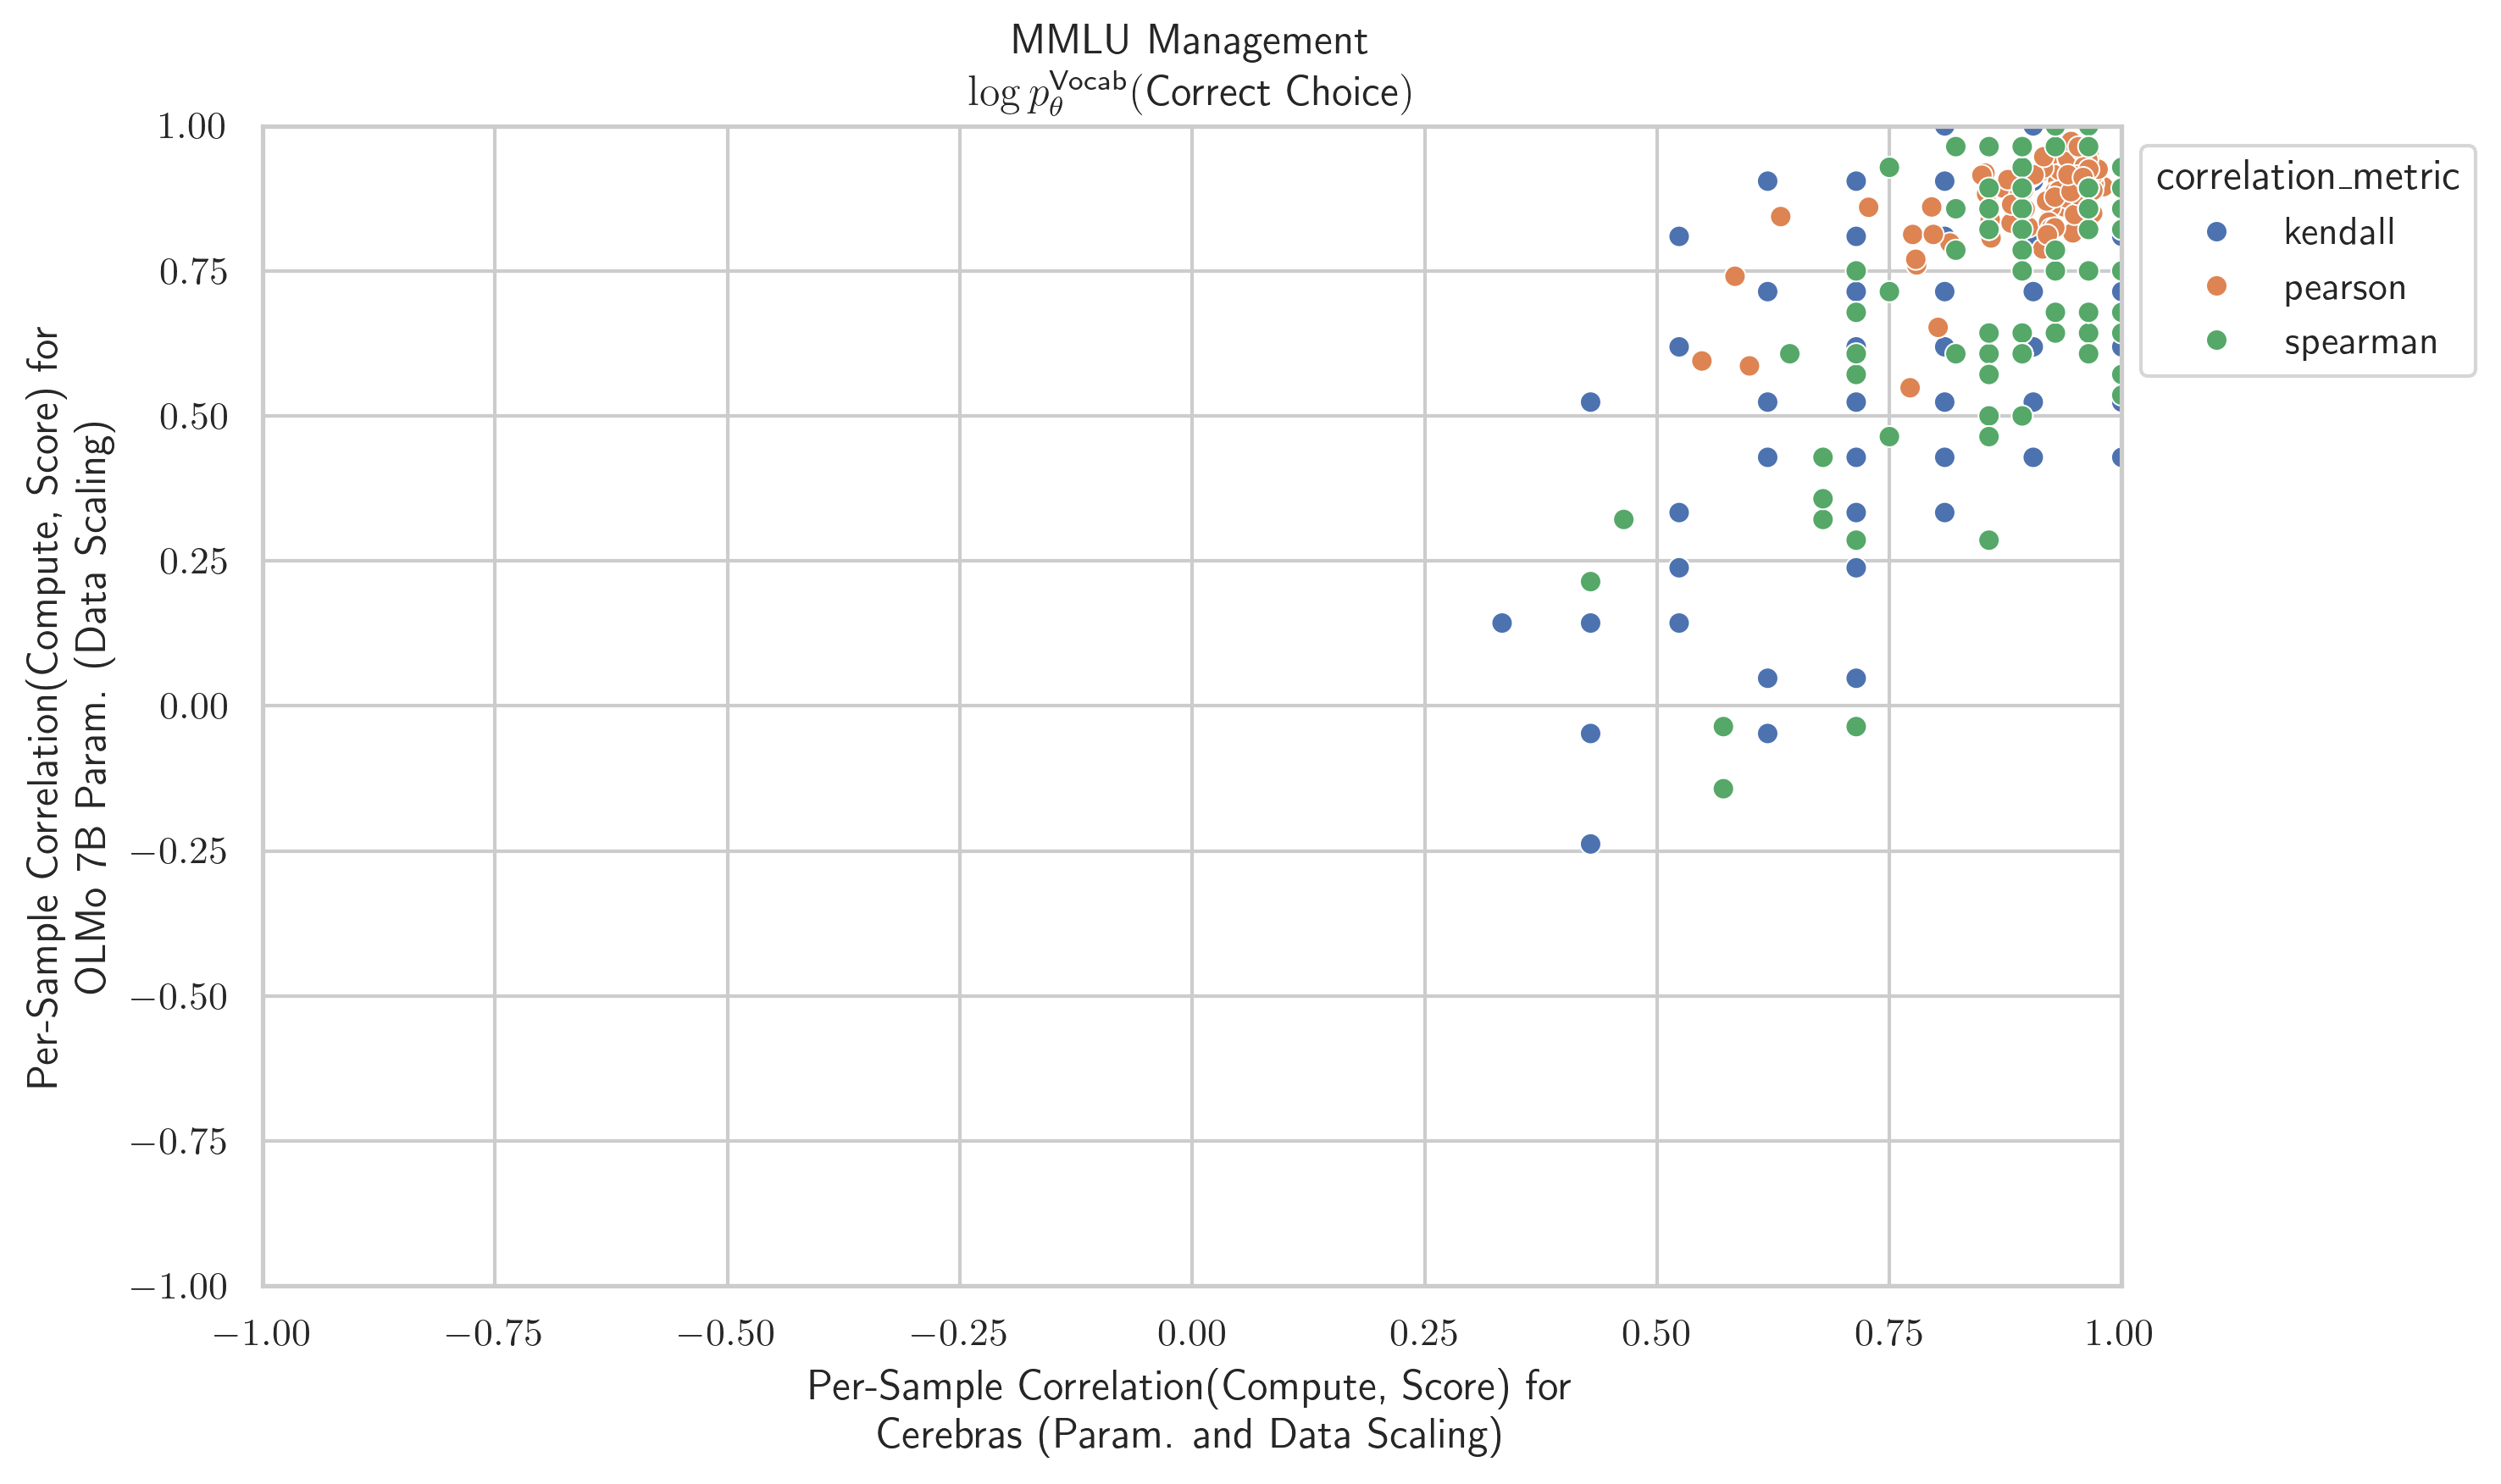 MMLU Management
log p_θ^Vocab(Correct Choice)
Per-Sample Correlation(Compute, Score) for
OLMo 7B Param. (Data Scaling)
1.00
0.75
0.50
0.25
0.00
−0.25
−0.50
−0.75
−1.00
−1.00 −0.75 −0.50 −0.25 0.00 0.25 0.50 0.75 1.00
Per-Sample Correlation(Compute, Score) for
Cerebras (Param. and Data Scaling)
correlation_metric
kendall
pearson
spearman